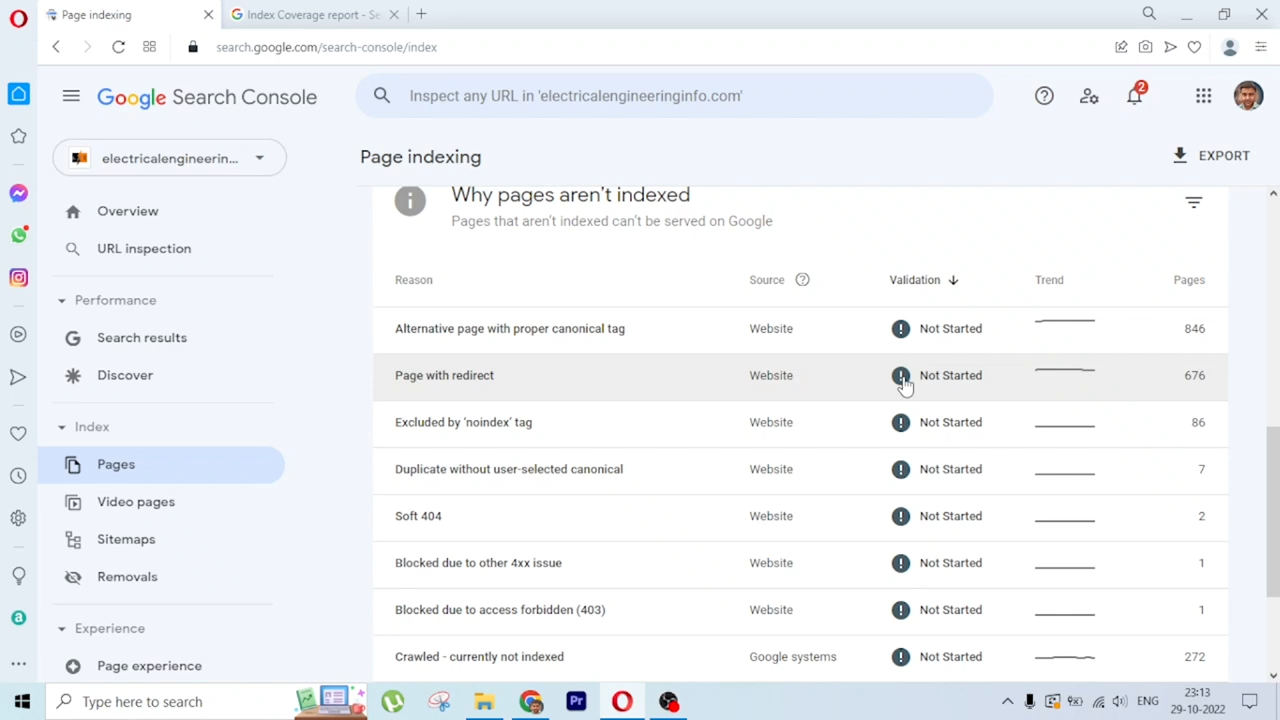 Page indexing
Index Coverage report - Se
search.google.com/search-console/index
Google Search Console
Inspect any URL in 'electricalengineeringinfo.com'
2
electricalengineerin...
Page indexing
EXPORT
Overview
URL inspection
Performance
Search results
Discover
Index
Pages
Video pages
Sitemaps
Removals
Experience
Page experience
Why pages aren't indexed
Pages that aren't indexed can't be served on Google
Reason Source Validation Trend Pages
Alternative page with proper canonical tag Website Not Started 846
Page with redirect Website Not Started 676
Excluded by 'noindex' tag Website Not Started 86
Duplicate without user-selected canonical Website Not Started 7
Soft 404 Website Not Started 2
Blocked due to other 4xx issue Website Not Started 1
Blocked due to access forbidden (403) Website Not Started 1
Crawled - currently not indexed Google systems Not Started 272
Type here to search
Pr
ENG
23:13
29-10-2022